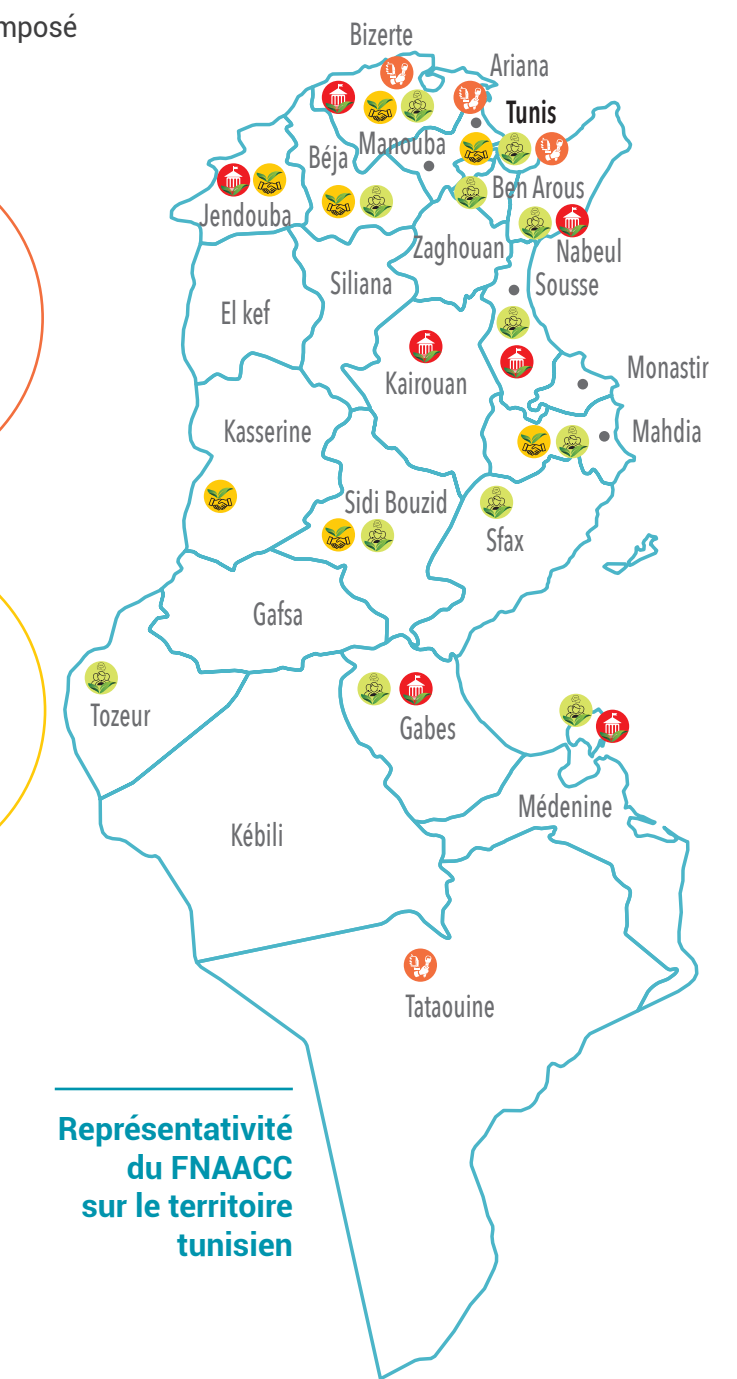 mposé
Bizerte
Ariana
Tunis
Manouba
Béja
Ben Arous
Jendouba
Zaghouan
Nabeul
Siliana
Sousse
El kef
Monastir
Kairouan
Kasserine
Mahdia
Sidi Bouzid
Sfax
Gafsa
Tozeur
Gabes
Médenine
Kébili
Tataouine
Représentativité
du FNAACC
sur le territoire
tunisien